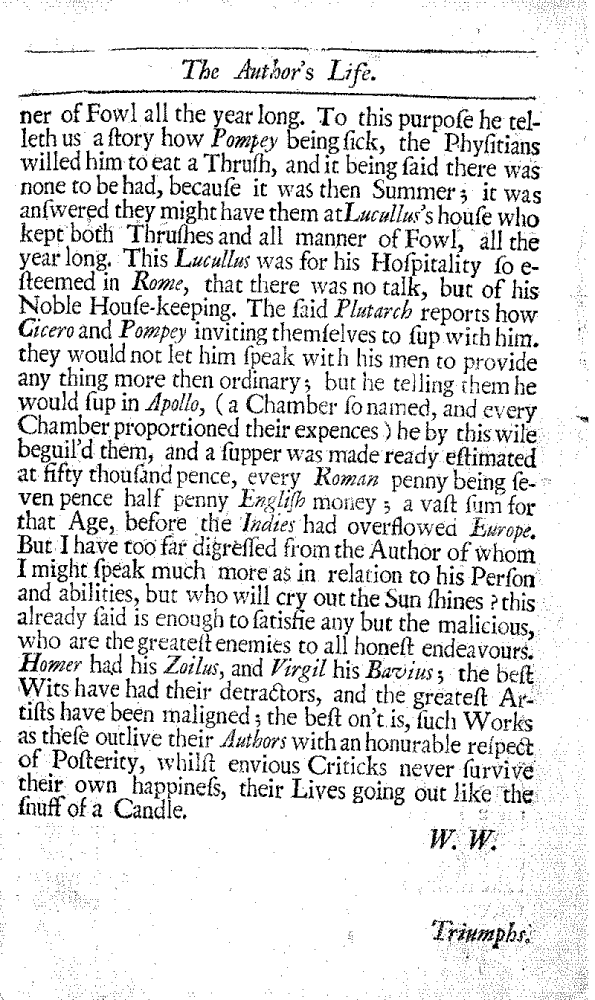 The Author's Life.
ner of Fowl all the year long. To this purpoſe he tel-
leth us a ſtory how Pompey being ſick, the Phyſitians
willed him to eat a Thruſh, and it being ſaid there was
none to be had, becauſe it was then Summer; it was
anſwered they might have them at Lucullus's houſe who
kept both Thruſhes and all manner of Fowl, all the
year long. This Lucullus was for his Hoſpitality ſo e-
ſteemed in Rome, that there was no talk, but of his
Noble Houſe-keeping. The ſaid Plutarch reports how
Cicero and Pompey inviting themſelves to ſup with him.
they would not let him ſpeak with his men to provide
any thing more then ordinary; but he telling them he
would ſup in Apollo, (a Chamber ſo named, and every
Chamber proportioned their expences) he by this wile
beguil'd them, and a ſupper was made ready eſtimated
at fifty thouſand pence, every Roman penny being ſe-
ven pence half penny Engliſh money; a vaſt ſum for
that Age, before the Indies had overflowed Europe.
But I have too far digreſſed from the Author of whom
I might ſpeak much more as in relation to his Perſon
and abilities, but who will cry out the Sun ſhines? this
already ſaid is enough to ſatisfie any but the malicious,
who are the greateſt enemies to all honeſt endeavours.
Homer had his Zoilus, and Virgil his Bavius; the beſt
Wits have had their detractors, and the greateſt Ar-
tiſts have been maligned; the beſt on't is, ſuch Works
as theſe outlive their Authors with an honurable reſpect
of Poſterity, whilſt envious Criticks never ſurvive
their own happineſs, their Lives going out like the
ſnuff of a Candle.
W. W.
Triumphs.